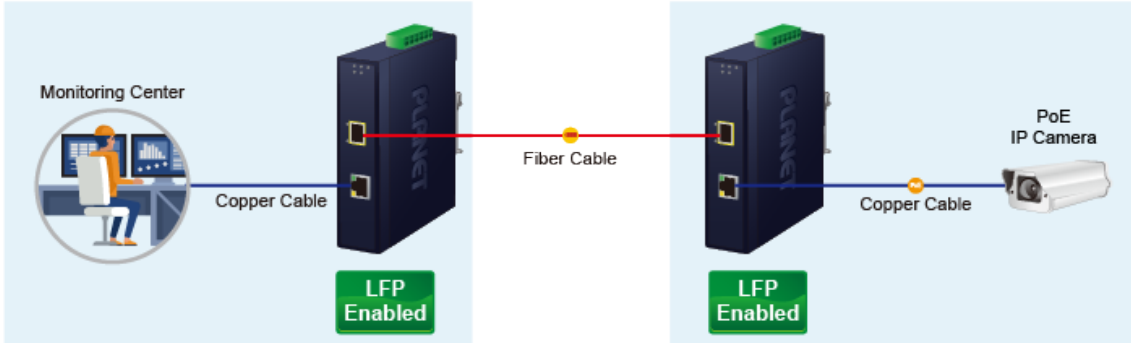 Monitoring Center
PLANET
PLANET
PoE
IP Camera
Fiber Cable
Copper Cable
Copper Cable
LFP
Enabled
LFP
Enabled